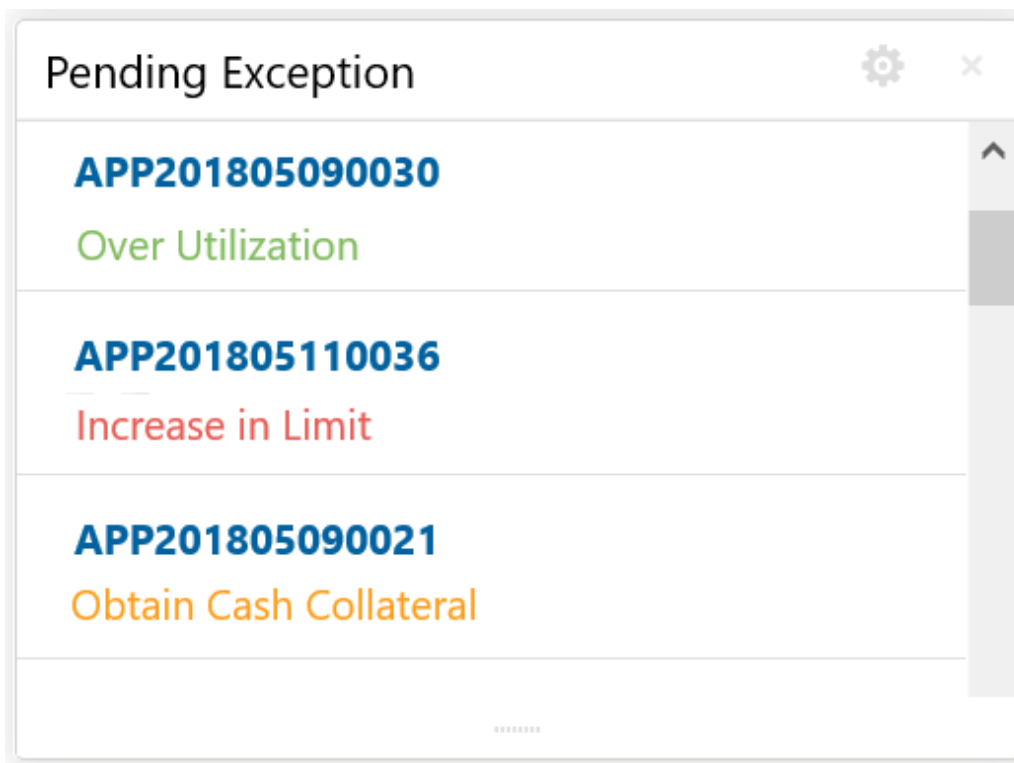 Pending Exception
APP201805090030
Over Utilization
APP201805110036
Increase in Limit
APP201805090021
Obtain Cash Collateral